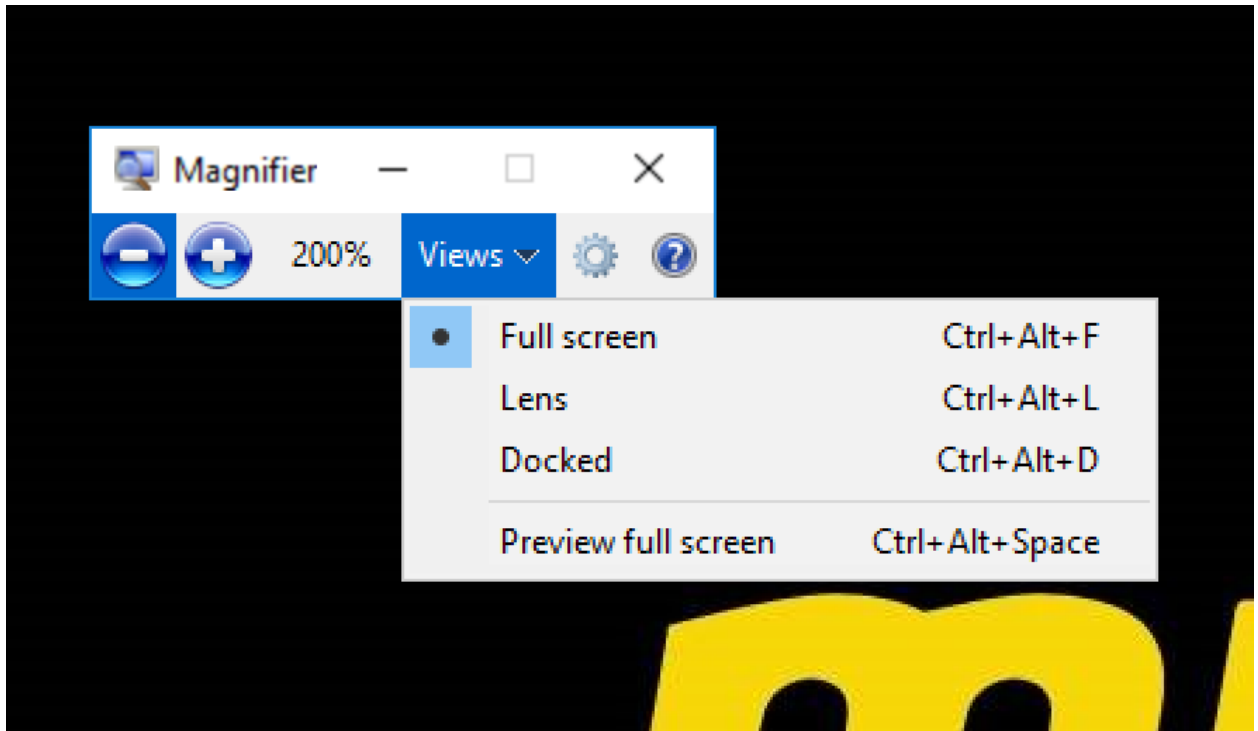 Magnifier
200% Views
Full screen Ctrl+Alt+F
Lens Ctrl+Alt+L
Docked Ctrl+Alt+D
Preview full screen Ctrl+Alt+Space